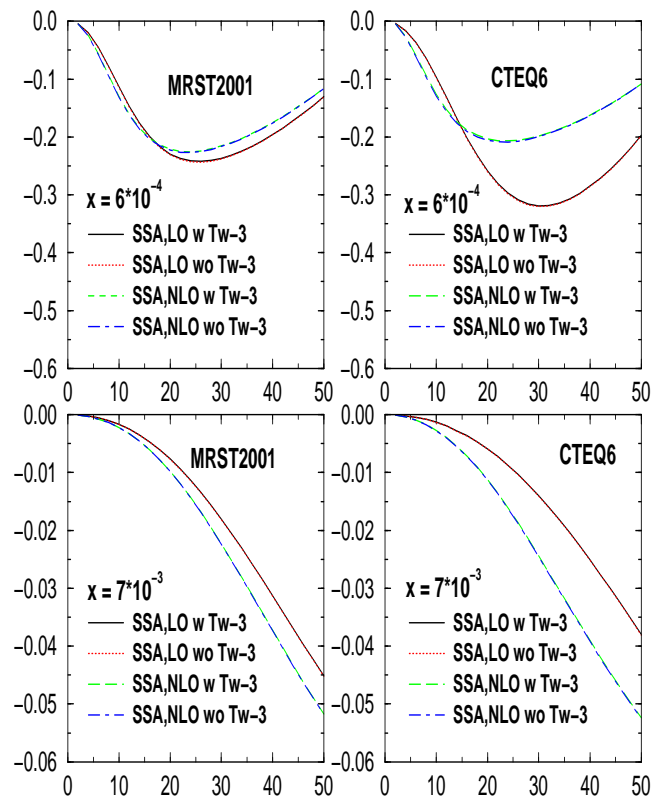 0.0
−0.1
−0.2
−0.3
−0.4
−0.5
−0.6
0 10 20 30 40 50
MRST2001
x = 6*10⁻⁴
SSA,LO w Tw−3
SSA,LO wo Tw−3
SSA,NLO w Tw−3
SSA,NLO wo Tw−3
0.0
−0.1
−0.2
−0.3
−0.4
−0.5
−0.6
0 10 20 30 40 50
CTEQ6
x = 6*10⁻⁴
SSA,LO w Tw−3
SSA,LO wo Tw−3
SSA,NLO w Tw−3
SSA,NLO wo Tw−3
0.00
−0.01
−0.02
−0.03
−0.04
−0.05
−0.06
0 10 20 30 40 50
MRST2001
x = 7*10⁻³
SSA,LO w Tw−3
SSA,LO wo Tw−3
SSA,NLO w Tw−3
SSA,NLO wo Tw−3
0.00
−0.01
−0.02
−0.03
−0.04
−0.05
−0.06
0 10 20 30 40 50
CTEQ6
x = 7*10⁻³
SSA,LO w Tw−3
SSA,LO wo Tw−3
SSA,NLO w Tw−3
SSA,NLO wo Tw−3